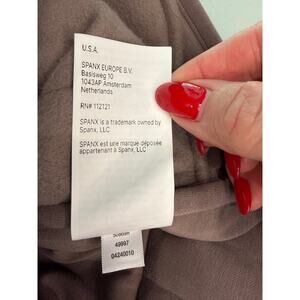 U.S.A.
SPANX EUROPE B.V.
Basisweg 10
1043AP Amsterdam
Netherlands
RN# 112121
SPANX is a trademark owned by
Spanx, LLC
SPANX est une marque déposée
appartenant à Spanx, LLC
49997
04240010